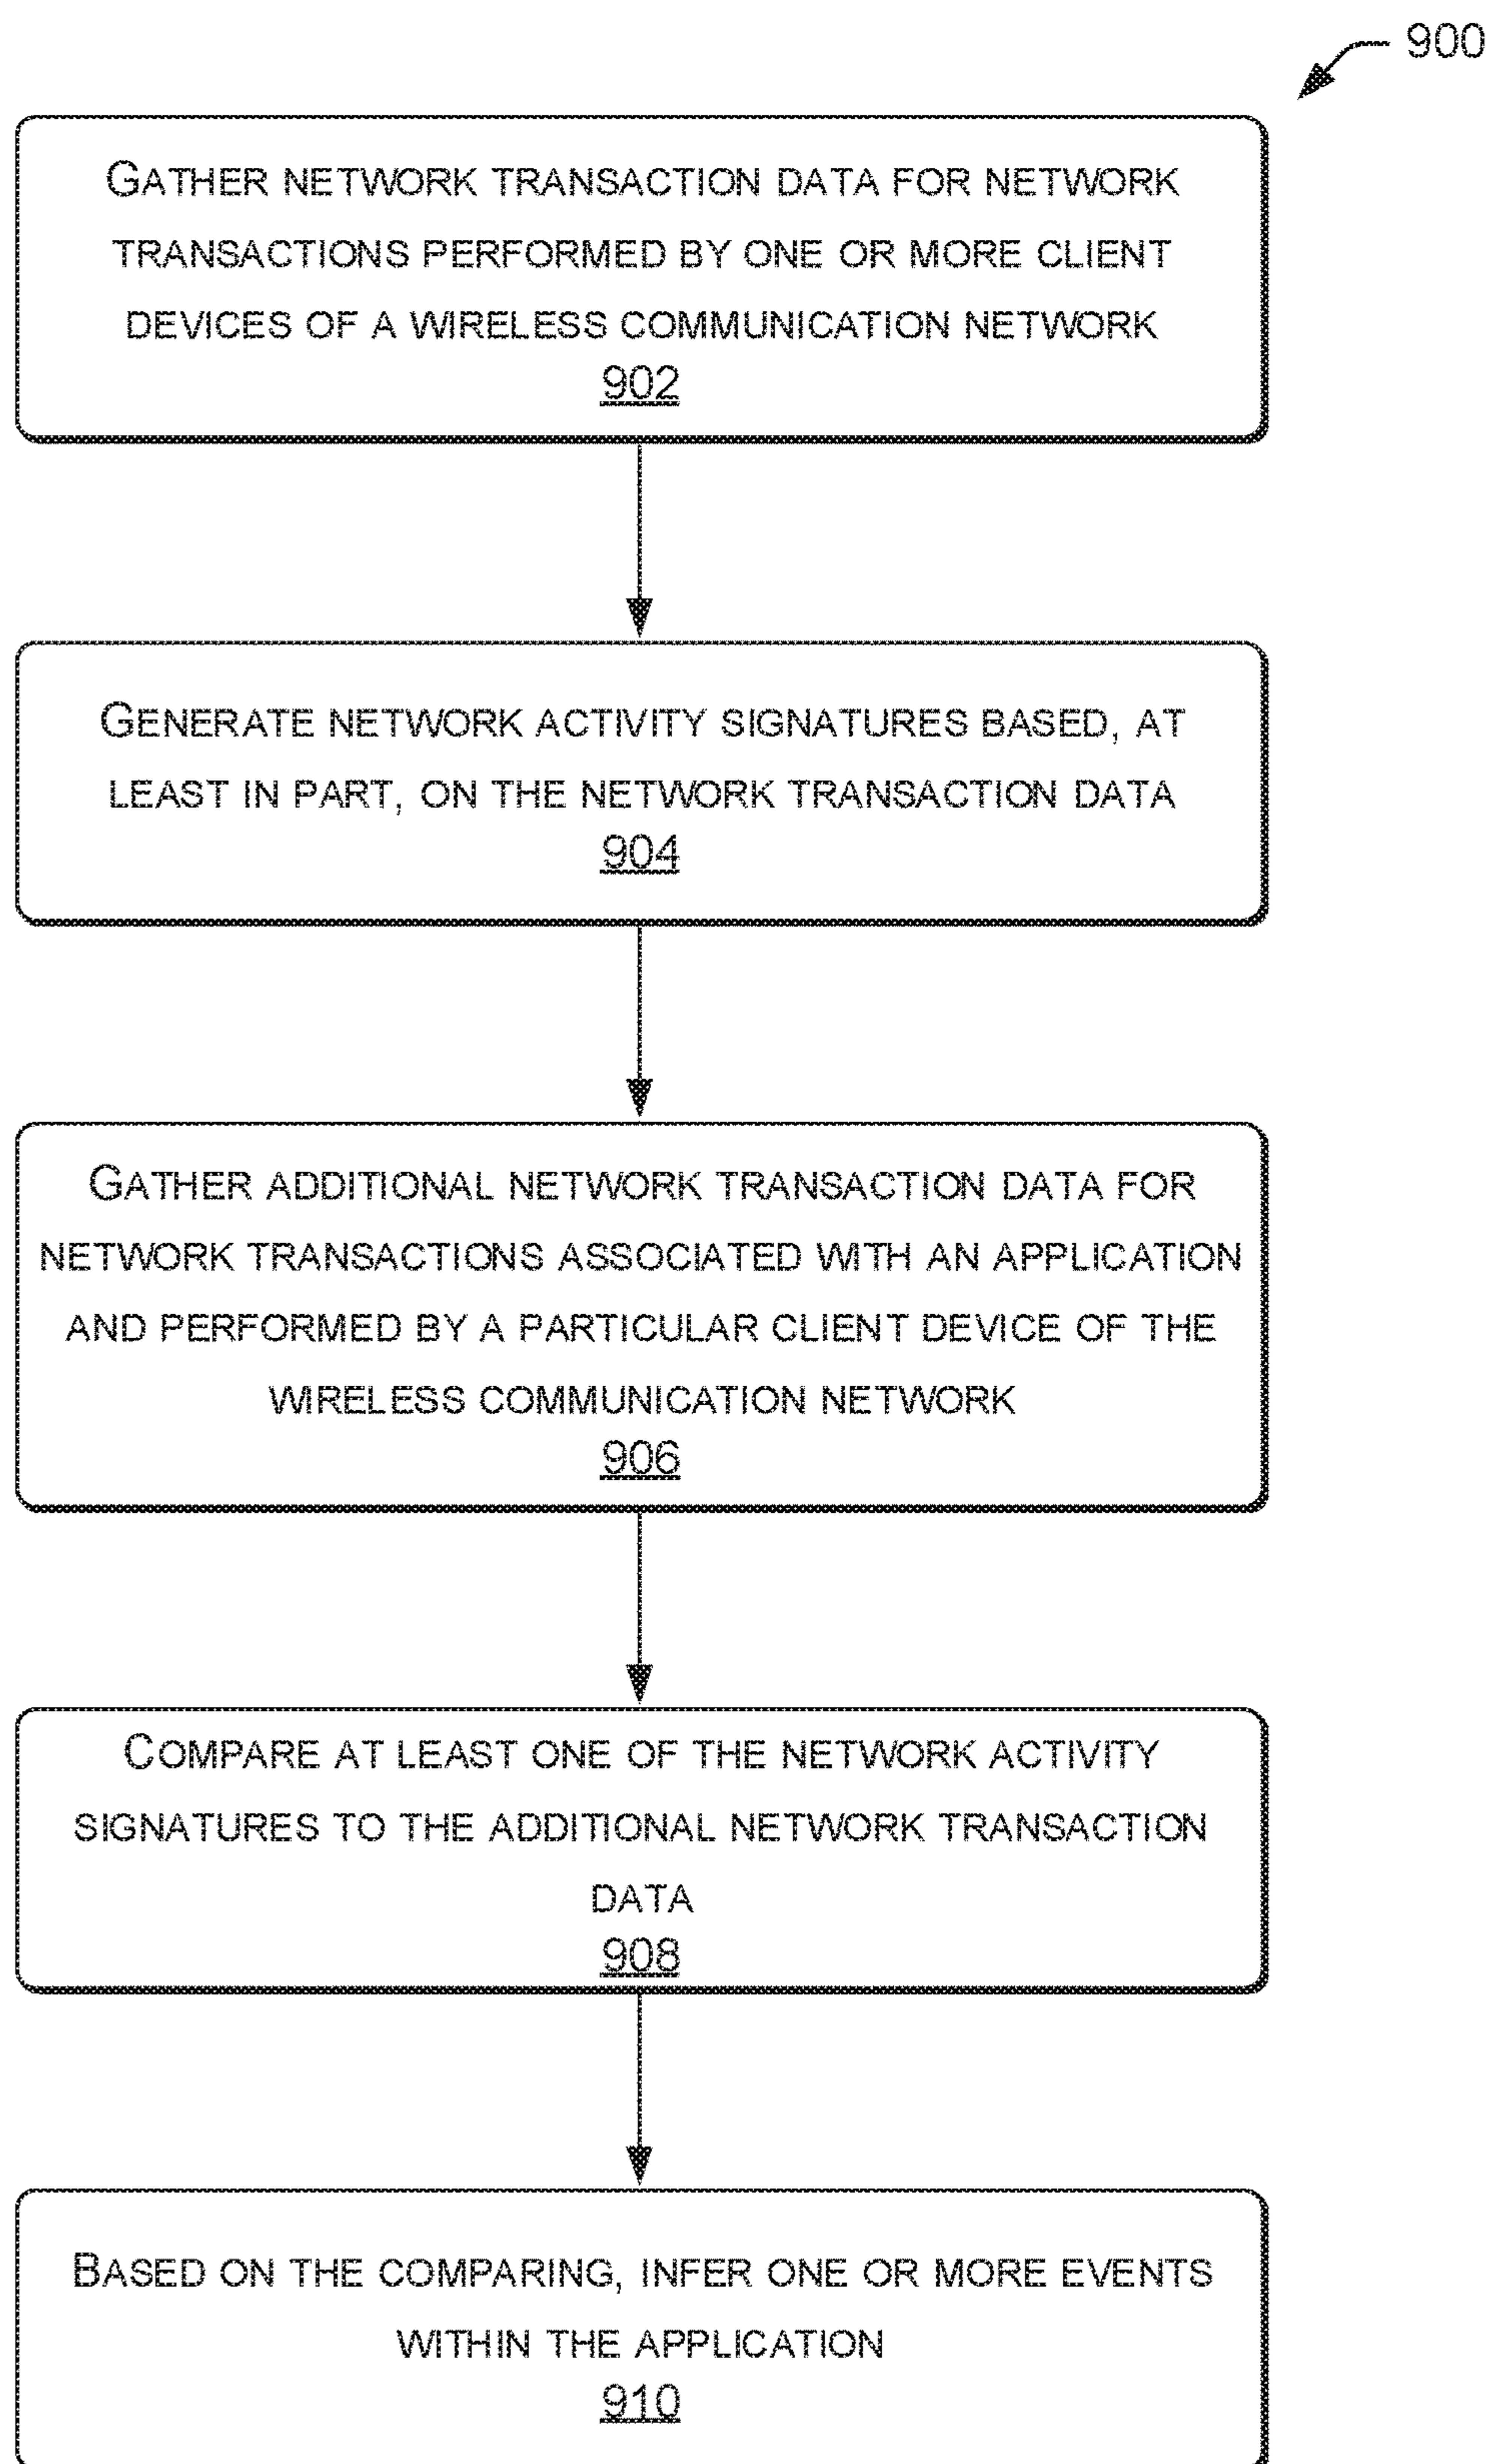 900
GATHER NETWORK TRANSACTION DATA FOR NETWORK
TRANSACTIONS PERFORMED BY ONE OR MORE CLIENT
DEVICES OF A WIRELESS COMMUNICATION NETWORK
902
GENERATE NETWORK ACTIVITY SIGNATURES BASED, AT
LEAST IN PART, ON THE NETWORK TRANSACTION DATA
904
GATHER ADDITIONAL NETWORK TRANSACTION DATA FOR
NETWORK TRANSACTIONS ASSOCIATED WITH AN APPLICATION
AND PERFORMED BY A PARTICULAR CLIENT DEVICE OF THE
WIRELESS COMMUNICATION NETWORK
906
COMPARE AT LEAST ONE OF THE NETWORK ACTIVITY
SIGNATURES TO THE ADDITIONAL NETWORK TRANSACTION
DATA
908
BASED ON THE COMPARING, INFER ONE OR MORE EVENTS
WITHIN THE APPLICATION
910